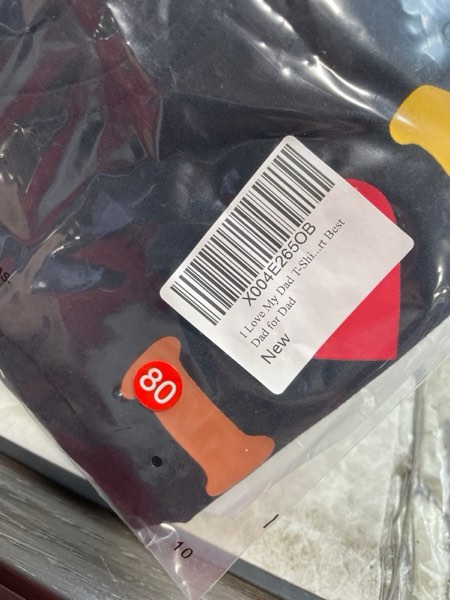 X004E265OB
I Love My Dad T-Shi...rt Best
Dad for Dad
New
80
I
10